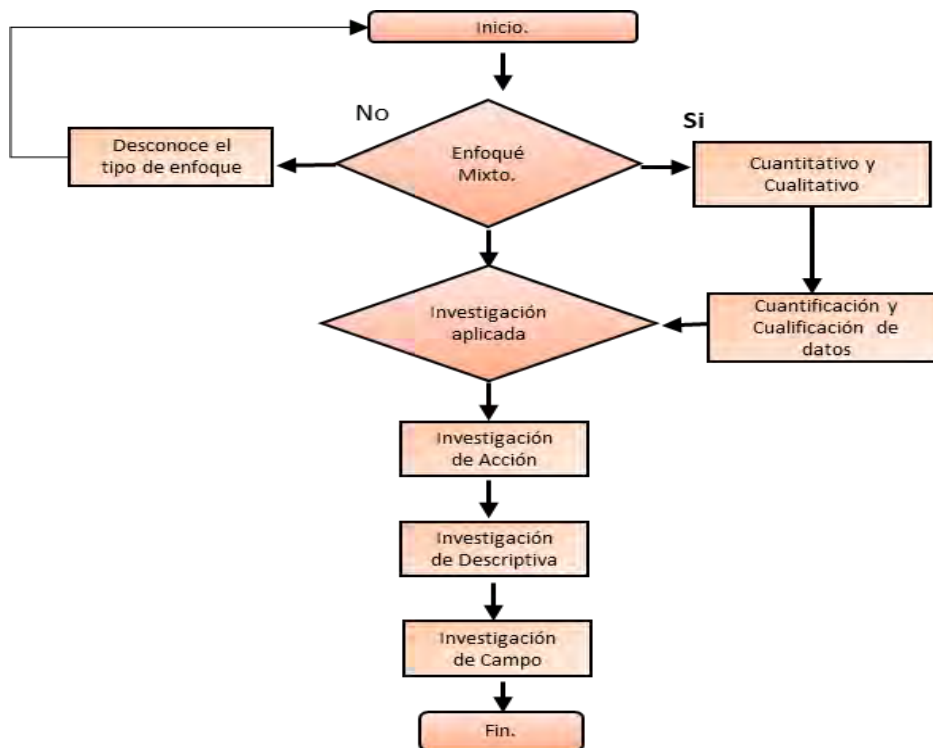 Inicio.
No
Si
Desconoce el
tipo de enfoque
Enfoqué
Mixto.
Cuantitativo y
Cualitativo
Investigación
aplicada
Cuantificación y
Cualificación de
datos
Investigación
de Acción
Investigación
de Descriptiva
Investigación
de Campo
Fin.